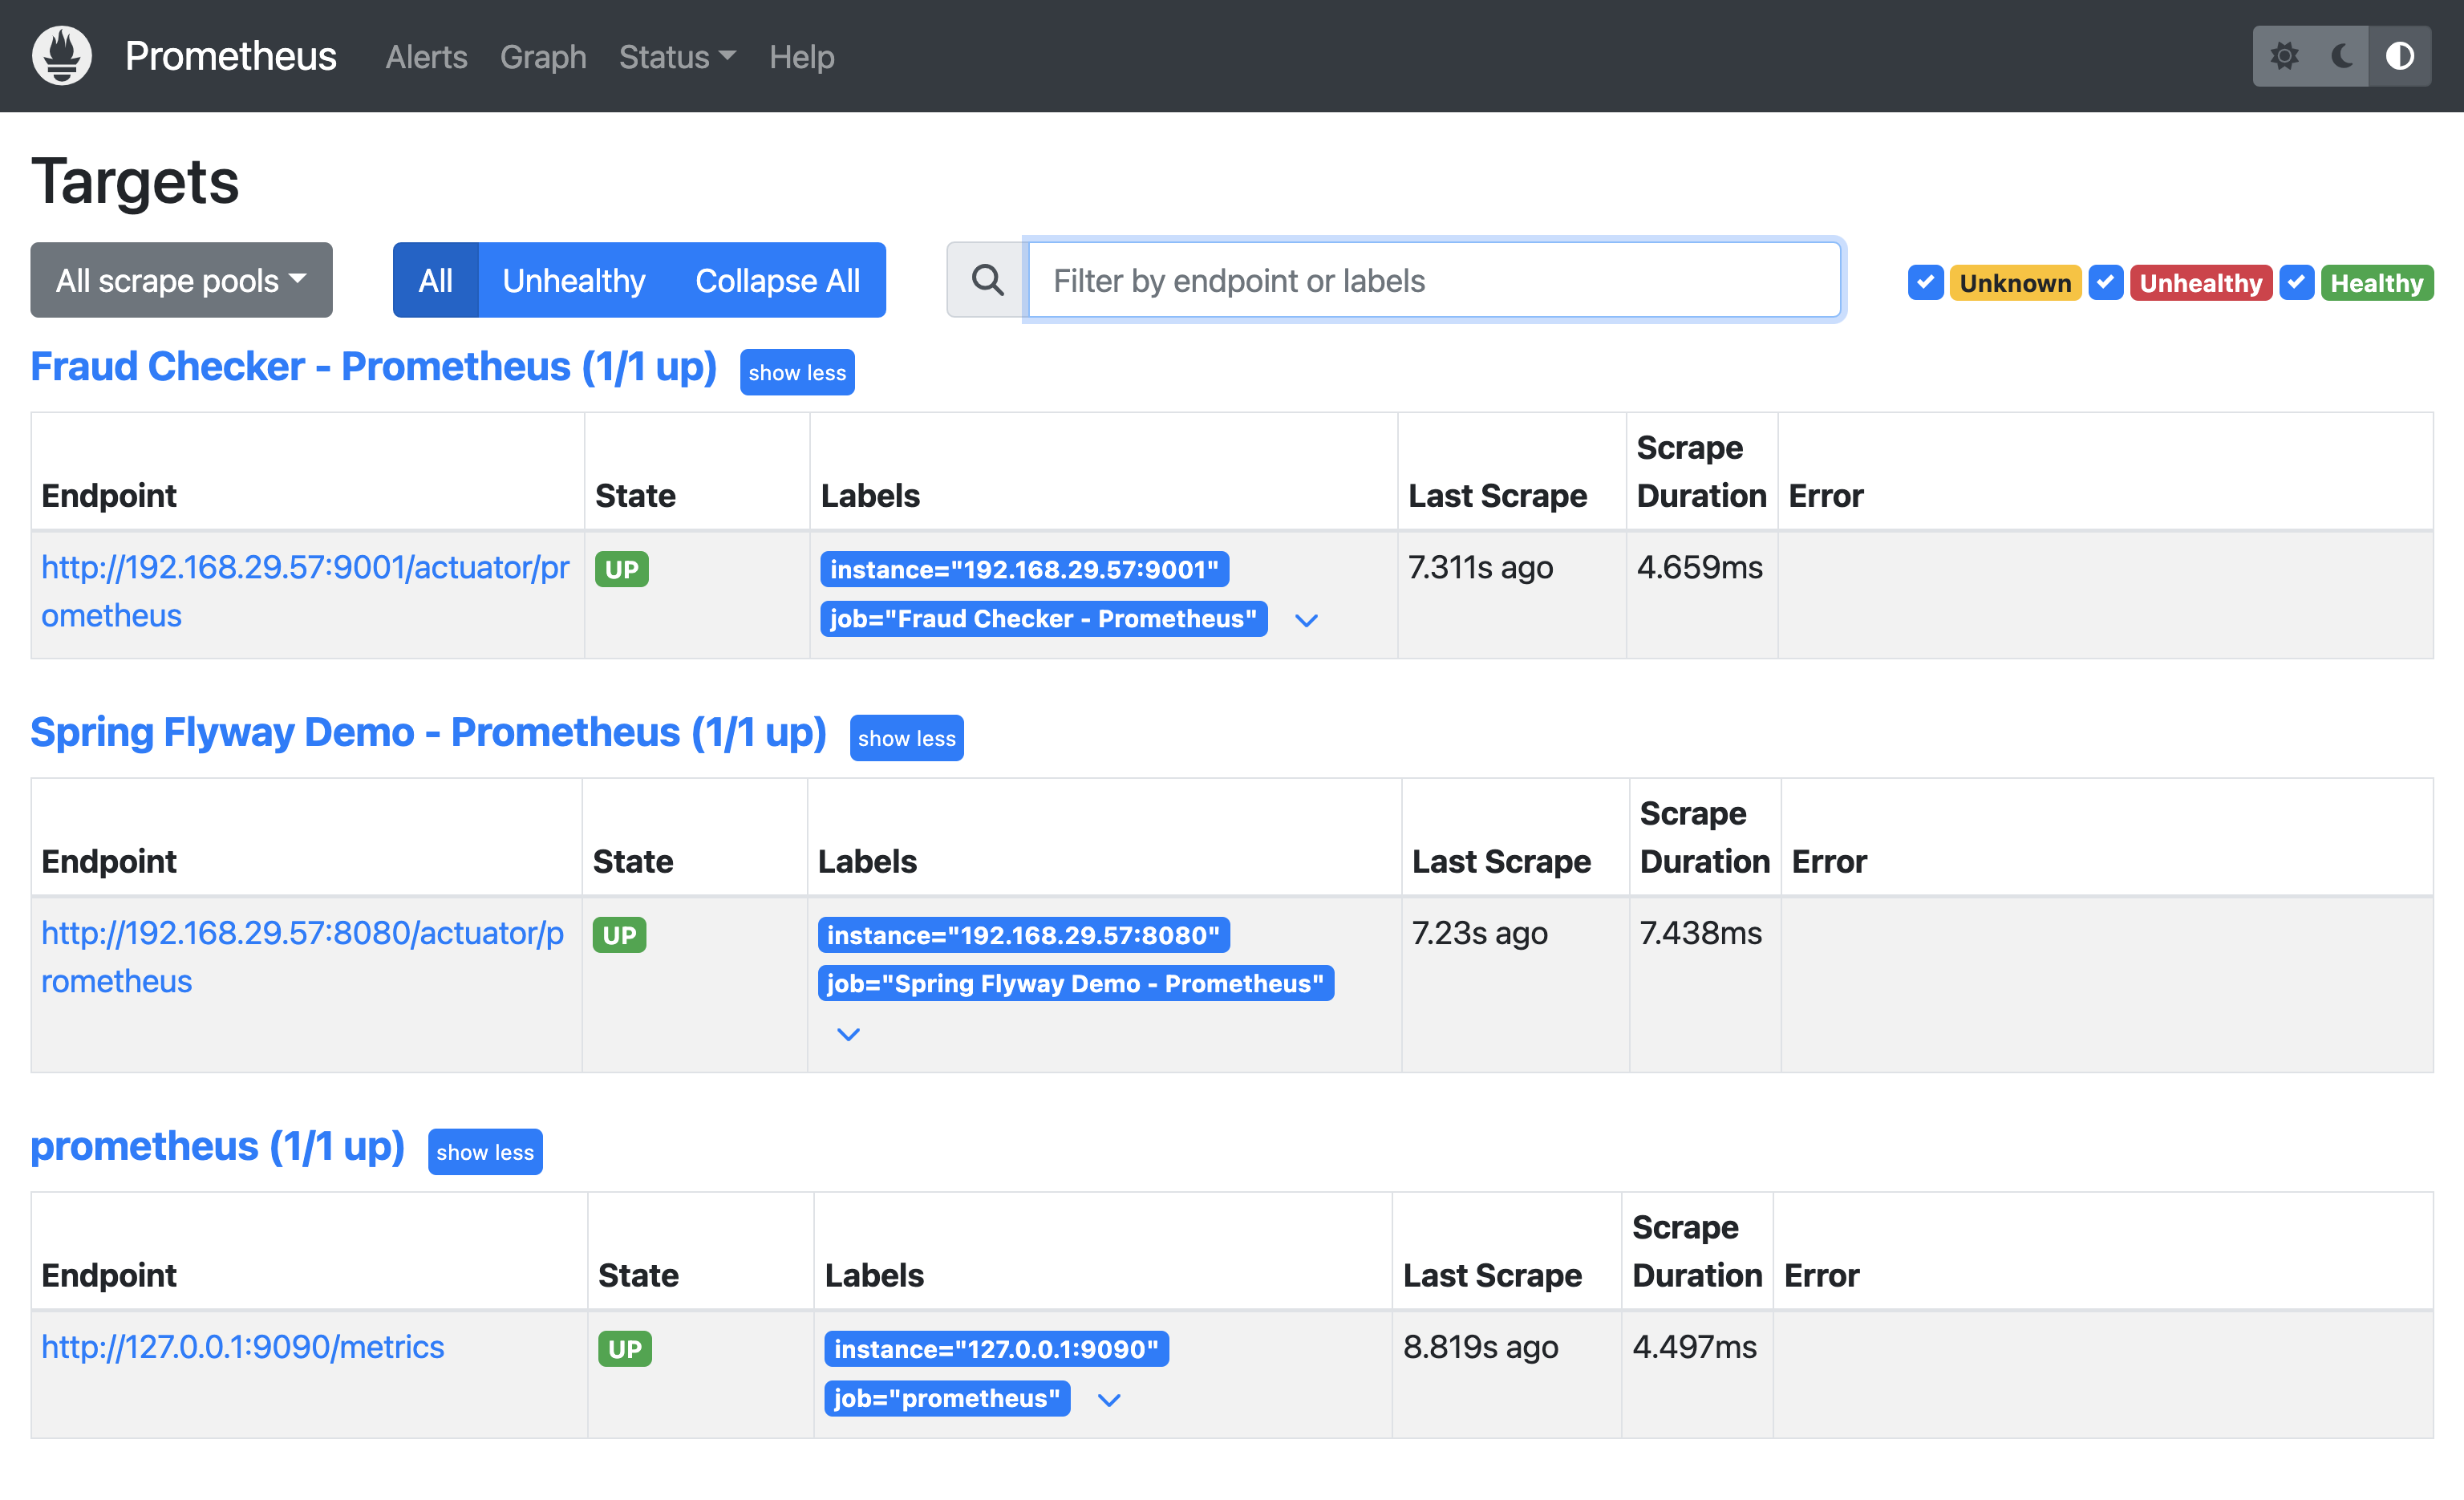 Prometheus Alerts Graph Status Help
Targets
All scrape pools All Unhealthy Collapse All Filter by endpoint or labels Unknown Unhealthy Healthy
Fraud Checker - Prometheus (1/1 up) show less
Endpoint State Labels Last Scrape Scrape Duration Error
http://192.168.29.57:9001/actuator/pr
ometheus
UP
instance="192.168.29.57:9001"
job="Fraud Checker - Prometheus"
7.311s ago
4.659ms
Spring Flyway Demo - Prometheus (1/1 up) show less
Endpoint State Labels Last Scrape Scrape Duration Error
http://192.168.29.57:8080/actuator/p
rometheus
UP
instance="192.168.29.57:8080"
job="Spring Flyway Demo - Prometheus"
7.23s ago
7.438ms
prometheus (1/1 up) show less
Endpoint State Labels Last Scrape Scrape Duration Error
http://127.0.0.1:9090/metrics
UP
instance="127.0.0.1:9090"
job="prometheus"
8.819s ago
4.497ms